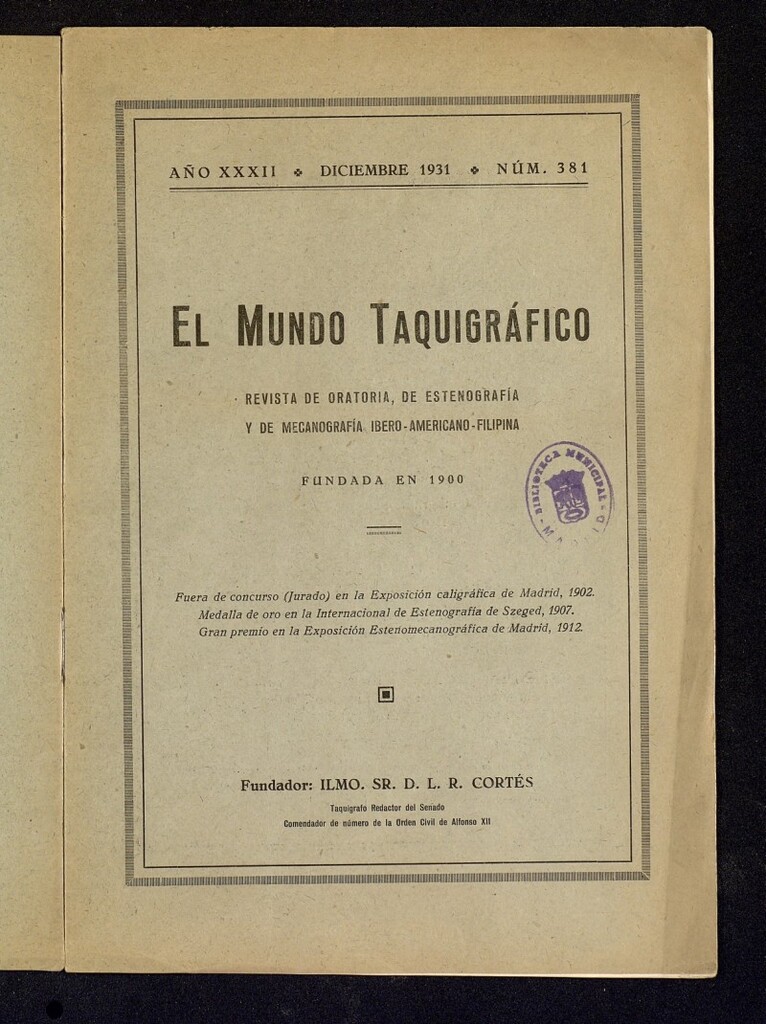 AÑO XXXII ❖ DICIEMBRE 1931 ❖ NÚM. 381
EL MUNDO TAQUIGRÁFICO
REVISTA DE ORATORIA, DE ESTENOGRAFÍA
Y DE MECANOGRAFÍA IBERO-AMERICANO-FILIPINA
FUNDADA EN 1900
BIBLIOTECA MUNICIPAL
Fuera de concurso (Jurado) en la Exposición caligráfica de Madrid, 1902.
Medalla de oro en la Internacional de Estenografía de Szeged, 1907.
Gran premio en la Exposición Estenomecanográfica de Madrid, 1912.
Fundador: ILMO. SR. D. L. R. CORTÉS
Taquígrafo Redactor del Senado
Comendador de número de la Orden Civil de Alfonso XII